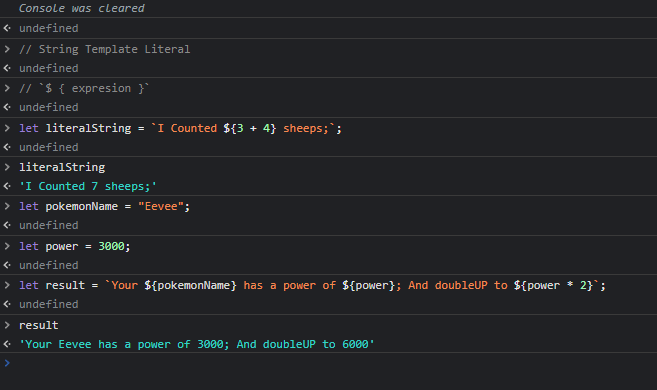 Console was cleared
undefined
// String Template Literal
undefined
// `$ { expresion }`
undefined
let literalString = `I Counted ${3 + 4} sheeps;`;
undefined
literalString
'I Counted 7 sheeps;'
let pokemonName = "Eevee";
undefined
let power = 3000;
undefined
let result = `Your ${pokemonName} has a power of ${power}; And doubleUP to ${power * 2}`;
undefined
result
'Your Eevee has a power of 3000; And doubleUP to 6000'